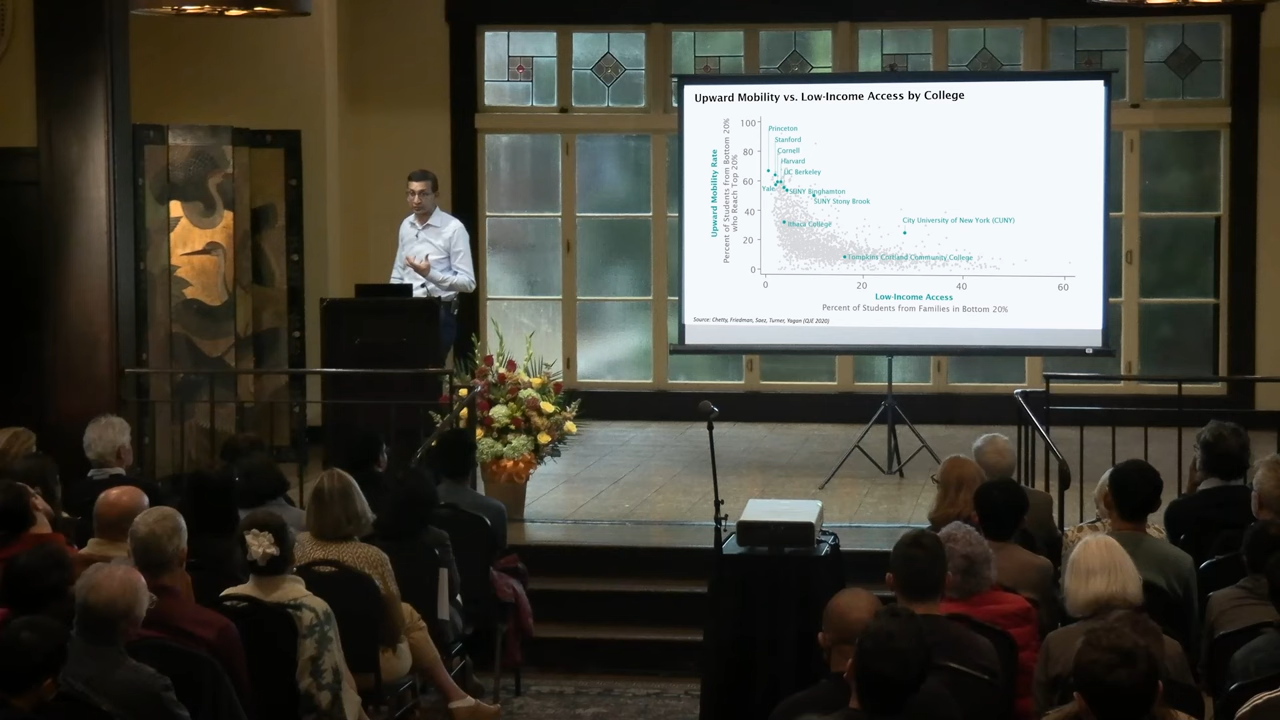 Upward Mobility vs. Low-Income Access by College
Upward Mobility Rate
Percent of Students from Bottom 20%
who Reach Top 20%
100
80
60
40
20
0
Princeton
Stanford
Cornell
Harvard
UC Berkeley
Yale
SUNY Binghamton
SUNY Stony Brook
City University of New York (CUNY)
Ithaca College
Tompkins Cortland Community College
0
20
40
60
Low-Income Access
Percent of Students from Families in Bottom 20%
Source: Chetty, Friedman, Saez, Turner, Yagan (QJE 2020)